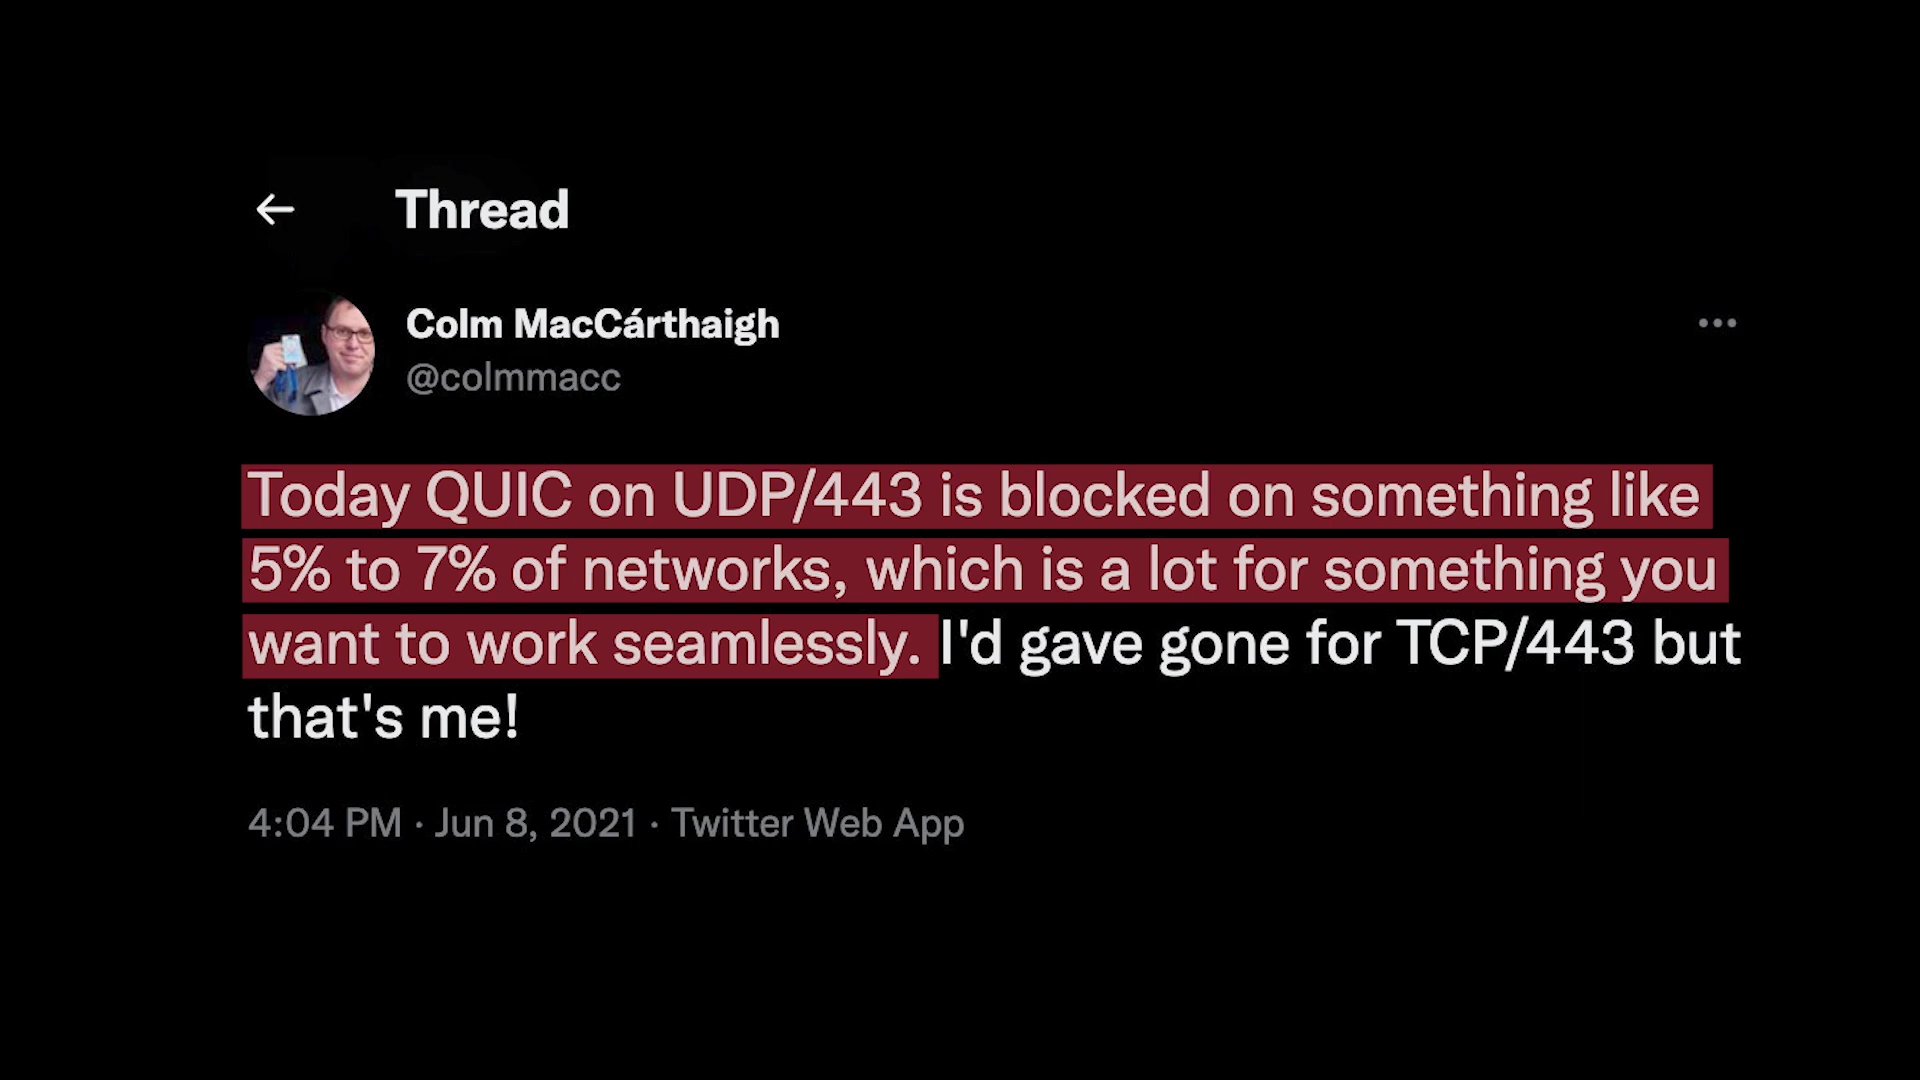 Thread
Colm MacCárthaigh
@colmmacc
Today QUIC on UDP/443 is blocked on something like
5% to 7% of networks, which is a lot for something you
want to work seamlessly. I'd gave gone for TCP/443 but
that's me!
4:04 PM · Jun 8, 2021 · Twitter Web App